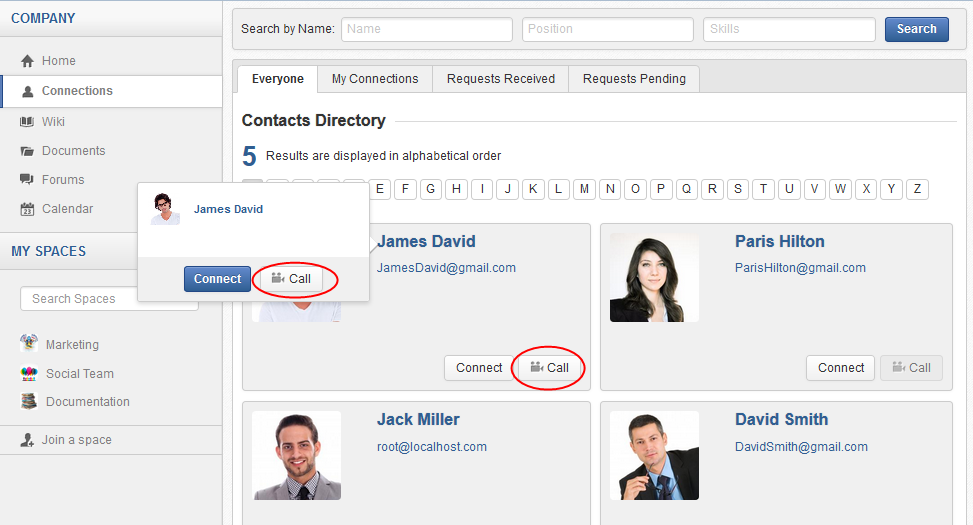 COMPANY
Home
Connections
Wiki
Documents
Forums
Calendar
MY SPACES
Search Spaces
Marketing
Social Team
Documentation
Join a space
Search by Name: Name Position Skills Search
Everyone My Connections Requests Received Requests Pending
Contacts Directory
5 Results are displayed in alphabetical order
E F G H I J K L M N O P Q R S T U V W X Y Z
James David
Connect Call
James David
JamesDavid@gmail.com
Connect Call
Paris Hilton
ParisHilton@gmail.com
Connect Call
Jack Miller
root@localhost.com
David Smith
DavidSmith@gmail.com